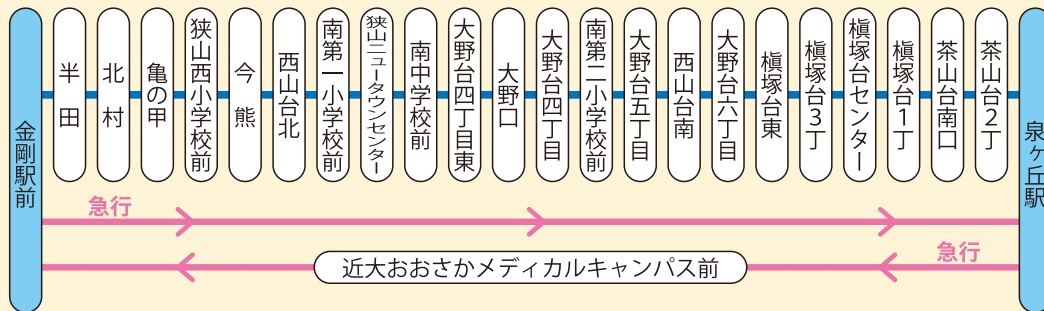 金剛駅前
半田
北村
亀の甲
狭山西小学校前
今熊
西山台北
南第一小学校前
狭山ニュータウンセンター
南中学校前
大野台四丁目東
大野口
大野台四丁目
南第二小学校前
大野台五丁目
西山台南
大野台六丁目
槇塚台東
槇塚台3丁
槇塚台センター
槇塚台1丁
茶山台南口
茶山台2丁
泉ヶ丘駅
急行
急行
近大おおさかメディカルキャンパス前